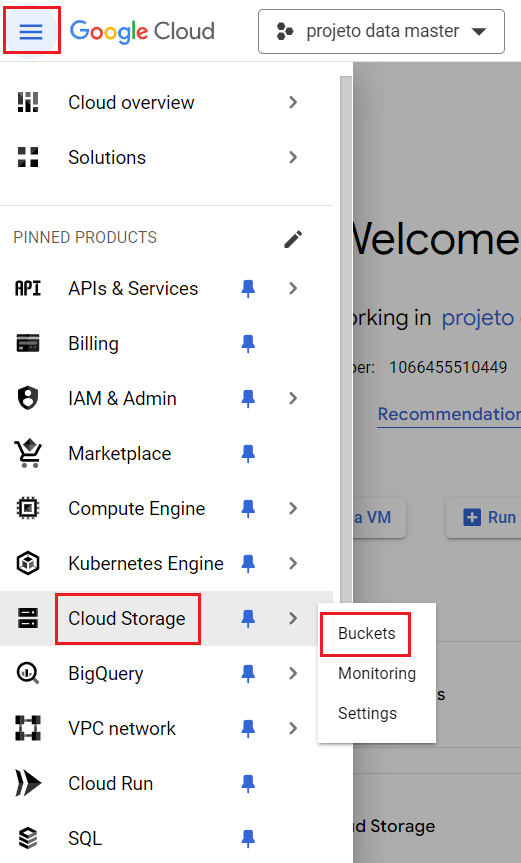 Google Cloud
projeto data master
Cloud overview
Solutions
PINNED PRODUCTS
API APIs & Services
Billing
IAM & Admin
Marketplace
Compute Engine
Kubernetes Engine
Cloud Storage
BigQuery
VPC network
Cloud Run
SQL
Buckets
Monitoring
Settings
Welcome
orking in projeto
ber: 1066455510449
Recommendation
a VM
Run
s
d Storage